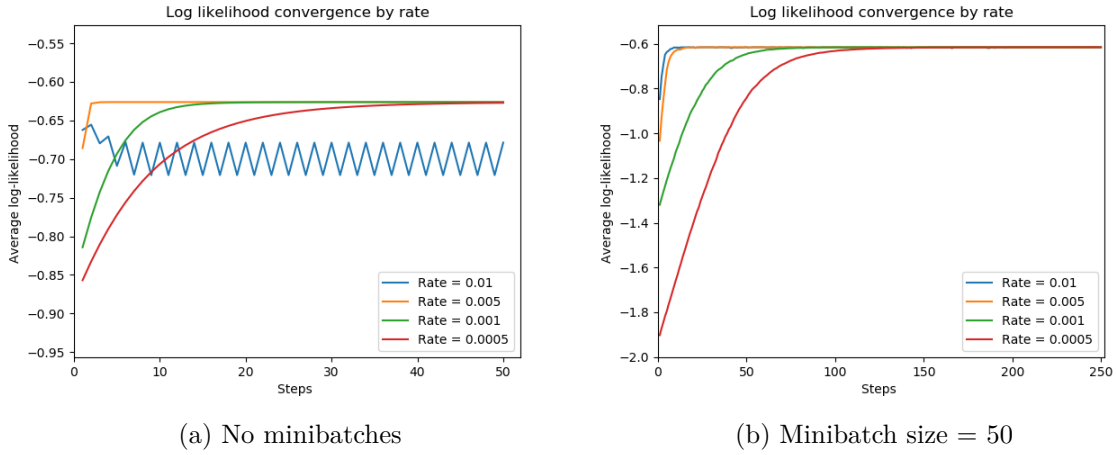 Log likelihood convergence by rate
Average log-likelihood
−0.55
−0.60
−0.65
−0.70
−0.75
−0.80
−0.85
−0.90
−0.95
Rate = 0.01
Rate = 0.005
Rate = 0.001
Rate = 0.0005
0 10 20 30 40 50
Steps
(a) No minibatches
Log likelihood convergence by rate
Average log-likelihood
−0.6
−0.8
−1.0
−1.2
−1.4
−1.6
−1.8
−2.0
Rate = 0.01
Rate = 0.005
Rate = 0.001
Rate = 0.0005
0 50 100 150 200 250
Steps
(b) Minibatch size = 50